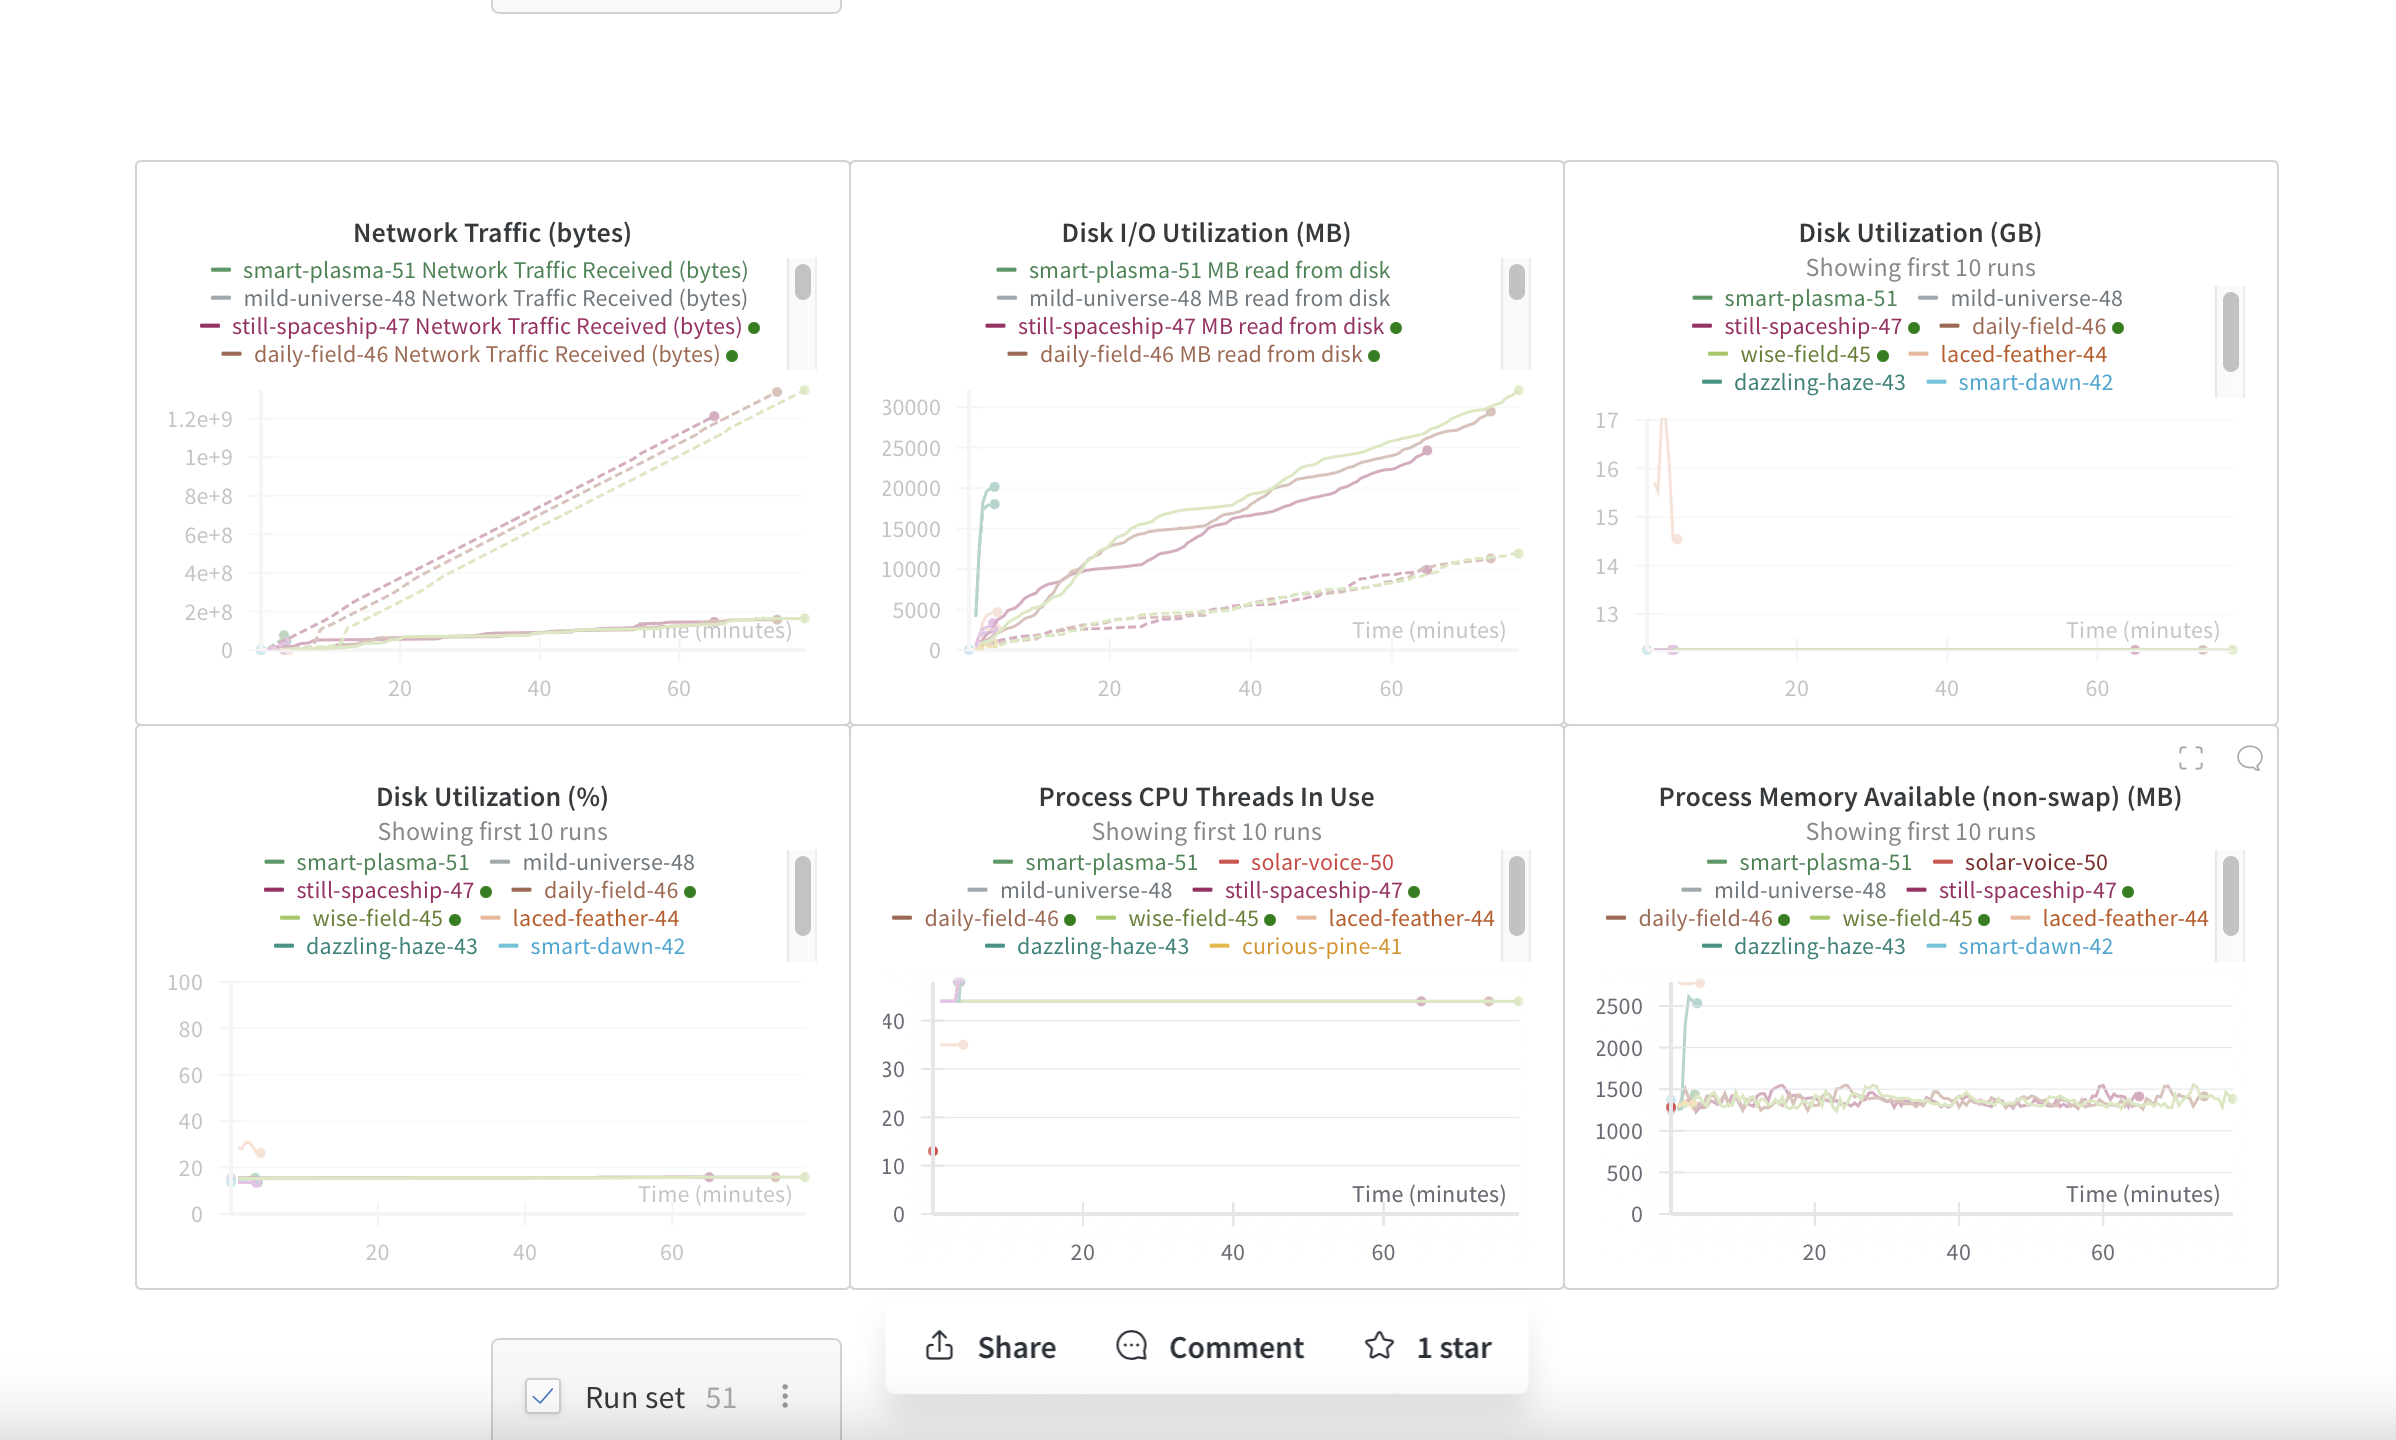 Network Traffic (bytes)
smart-plasma-51 Network Traffic Received (bytes)
mild-universe-48 Network Traffic Received (bytes)
still-spaceship-47 Network Traffic Received (bytes)
daily-field-46 Network Traffic Received (bytes)
1.2e+9
1e+9
8e+8
6e+8
4e+8
2e+8
0
Time (minutes)
20 40 60
Disk I/O Utilization (MB)
smart-plasma-51 MB read from disk
mild-universe-48 MB read from disk
still-spaceship-47 MB read from disk
daily-field-46 MB read from disk
30000
25000
20000
15000
10000
5000
0
Time (minutes)
20 40 60
Disk Utilization (GB)
Showing first 10 runs
smart-plasma-51 mild-universe-48
still-spaceship-47 daily-field-46
wise-field-45 laced-feather-44
dazzling-haze-43 smart-dawn-42
17
16
15
14
13
Time (minutes)
20 40 60
Disk Utilization (%)
Showing first 10 runs
smart-plasma-51 mild-universe-48
still-spaceship-47 daily-field-46
wise-field-45 laced-feather-44
dazzling-haze-43 smart-dawn-42
100
80
60
40
20
0
Time (minutes)
20 40 60
Process CPU Threads In Use
Showing first 10 runs
smart-plasma-51 solar-voice-50
mild-universe-48 still-spaceship-47
daily-field-46 wise-field-45 laced-feather-44
dazzling-haze-43 curious-pine-41
40
30
20
10
0
Time (minutes)
20 40 60
Process Memory Available (non-swap) (MB)
Showing first 10 runs
smart-plasma-51 solar-voice-50
mild-universe-48 still-spaceship-47
daily-field-46 wise-field-45 laced-feather-44
dazzling-haze-43 smart-dawn-42
2500
2000
1500
1000
500
0
Time (minutes)
20 40 60
Share Comment 1 star
Run set 51